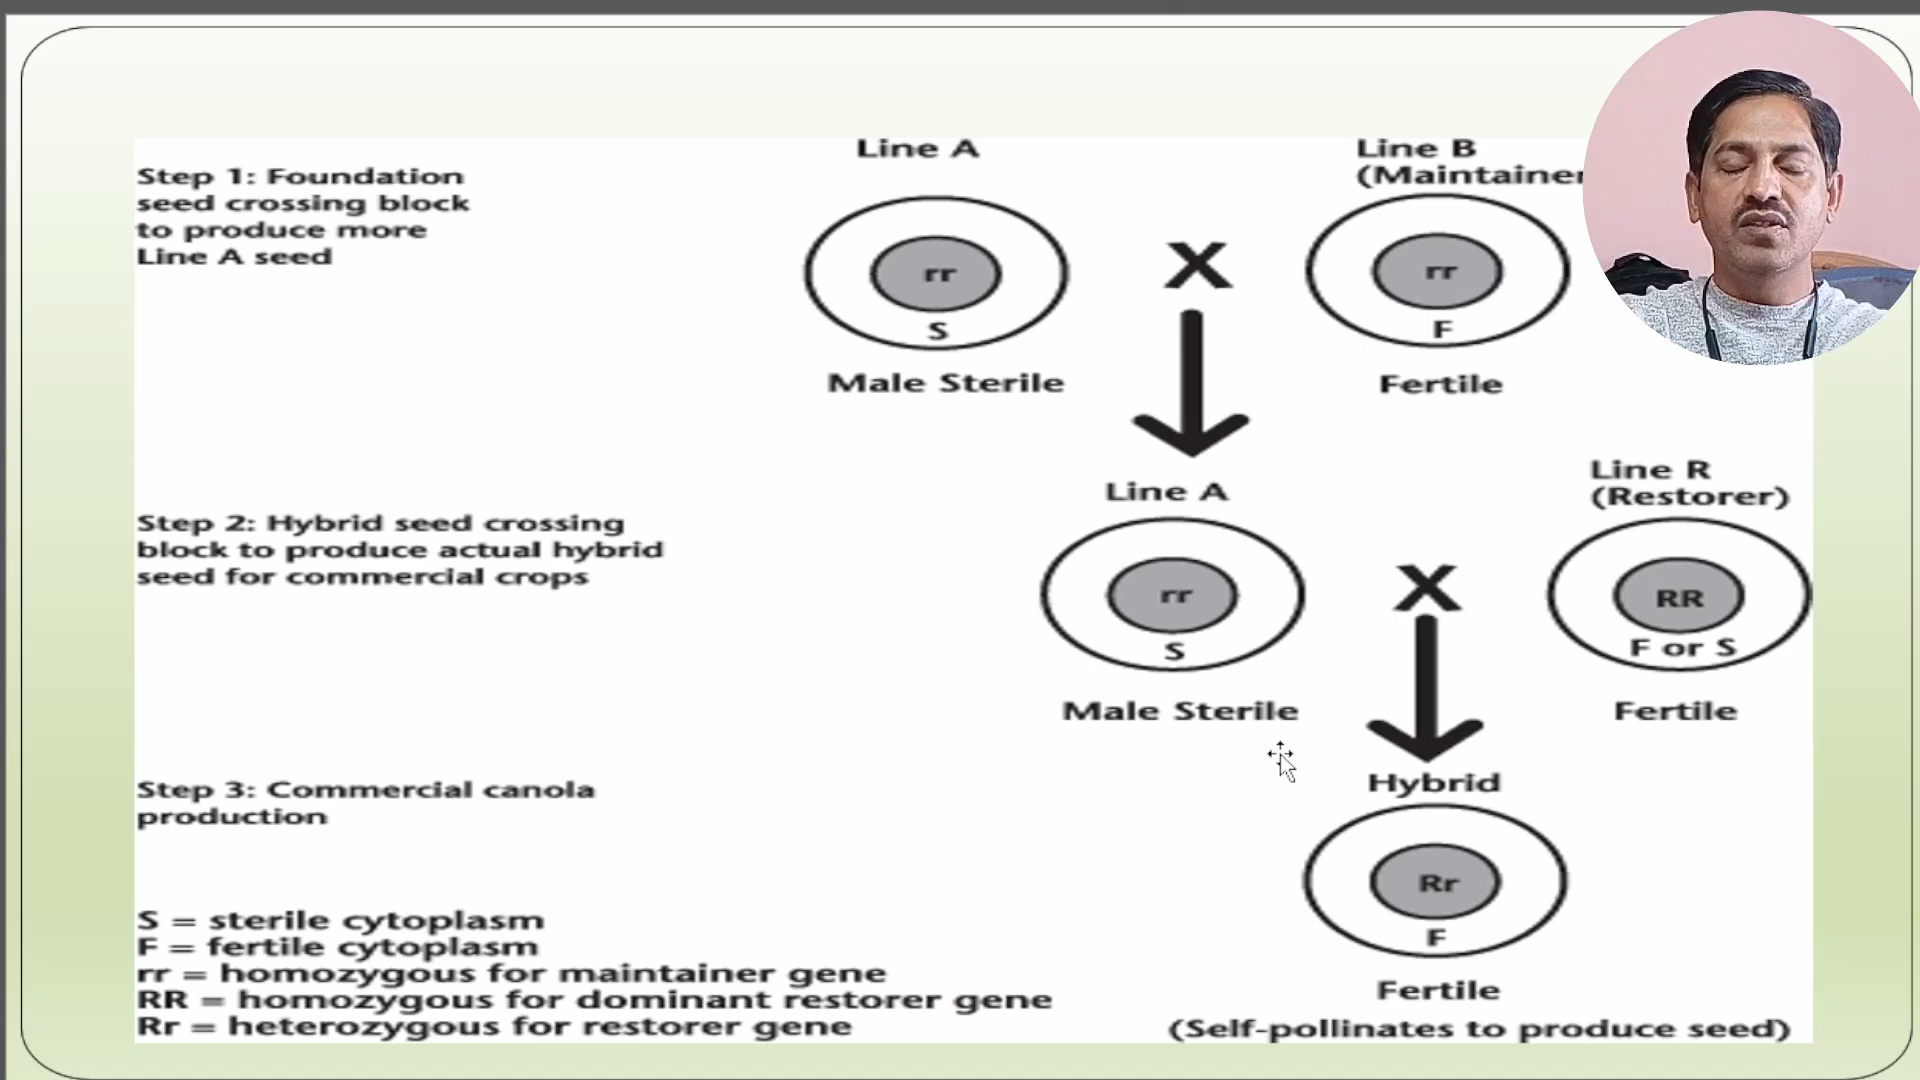 Line A
Line B
(Maintainer
Step 1: Foundation
seed crossing block
to produce more
Line A seed
rr
S
X
rr
F
Male Sterile
Fertile
Line A
Line R
(Restorer)
Step 2: Hybrid seed crossing
block to produce actual hybrid
seed for commercial crops
rr
S
X
RR
F or S
Male Sterile
Fertile
Step 3: Commercial canola
production
Hybrid
Rr
F
Fertile
(Self-pollinates to produce seed)
S = sterile cytoplasm
F = fertile cytoplasm
rr = homozygous for maintainer gene
RR = homozygous for dominant restorer gene
Rr = heterozygous for restorer gene